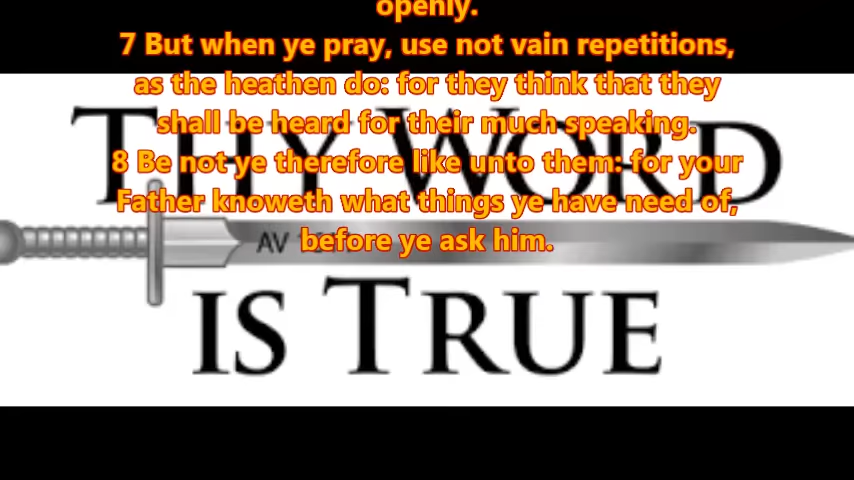 openly.
7 But when ye pray, use not vain repetitions,
as the heathen do: for they think that they
shall be heard for their much speaking.
8 Be not ye therefore like unto them: for your
Father knoweth what things ye have need of,
before ye ask him.
THY WORD
AV
IS TRUE